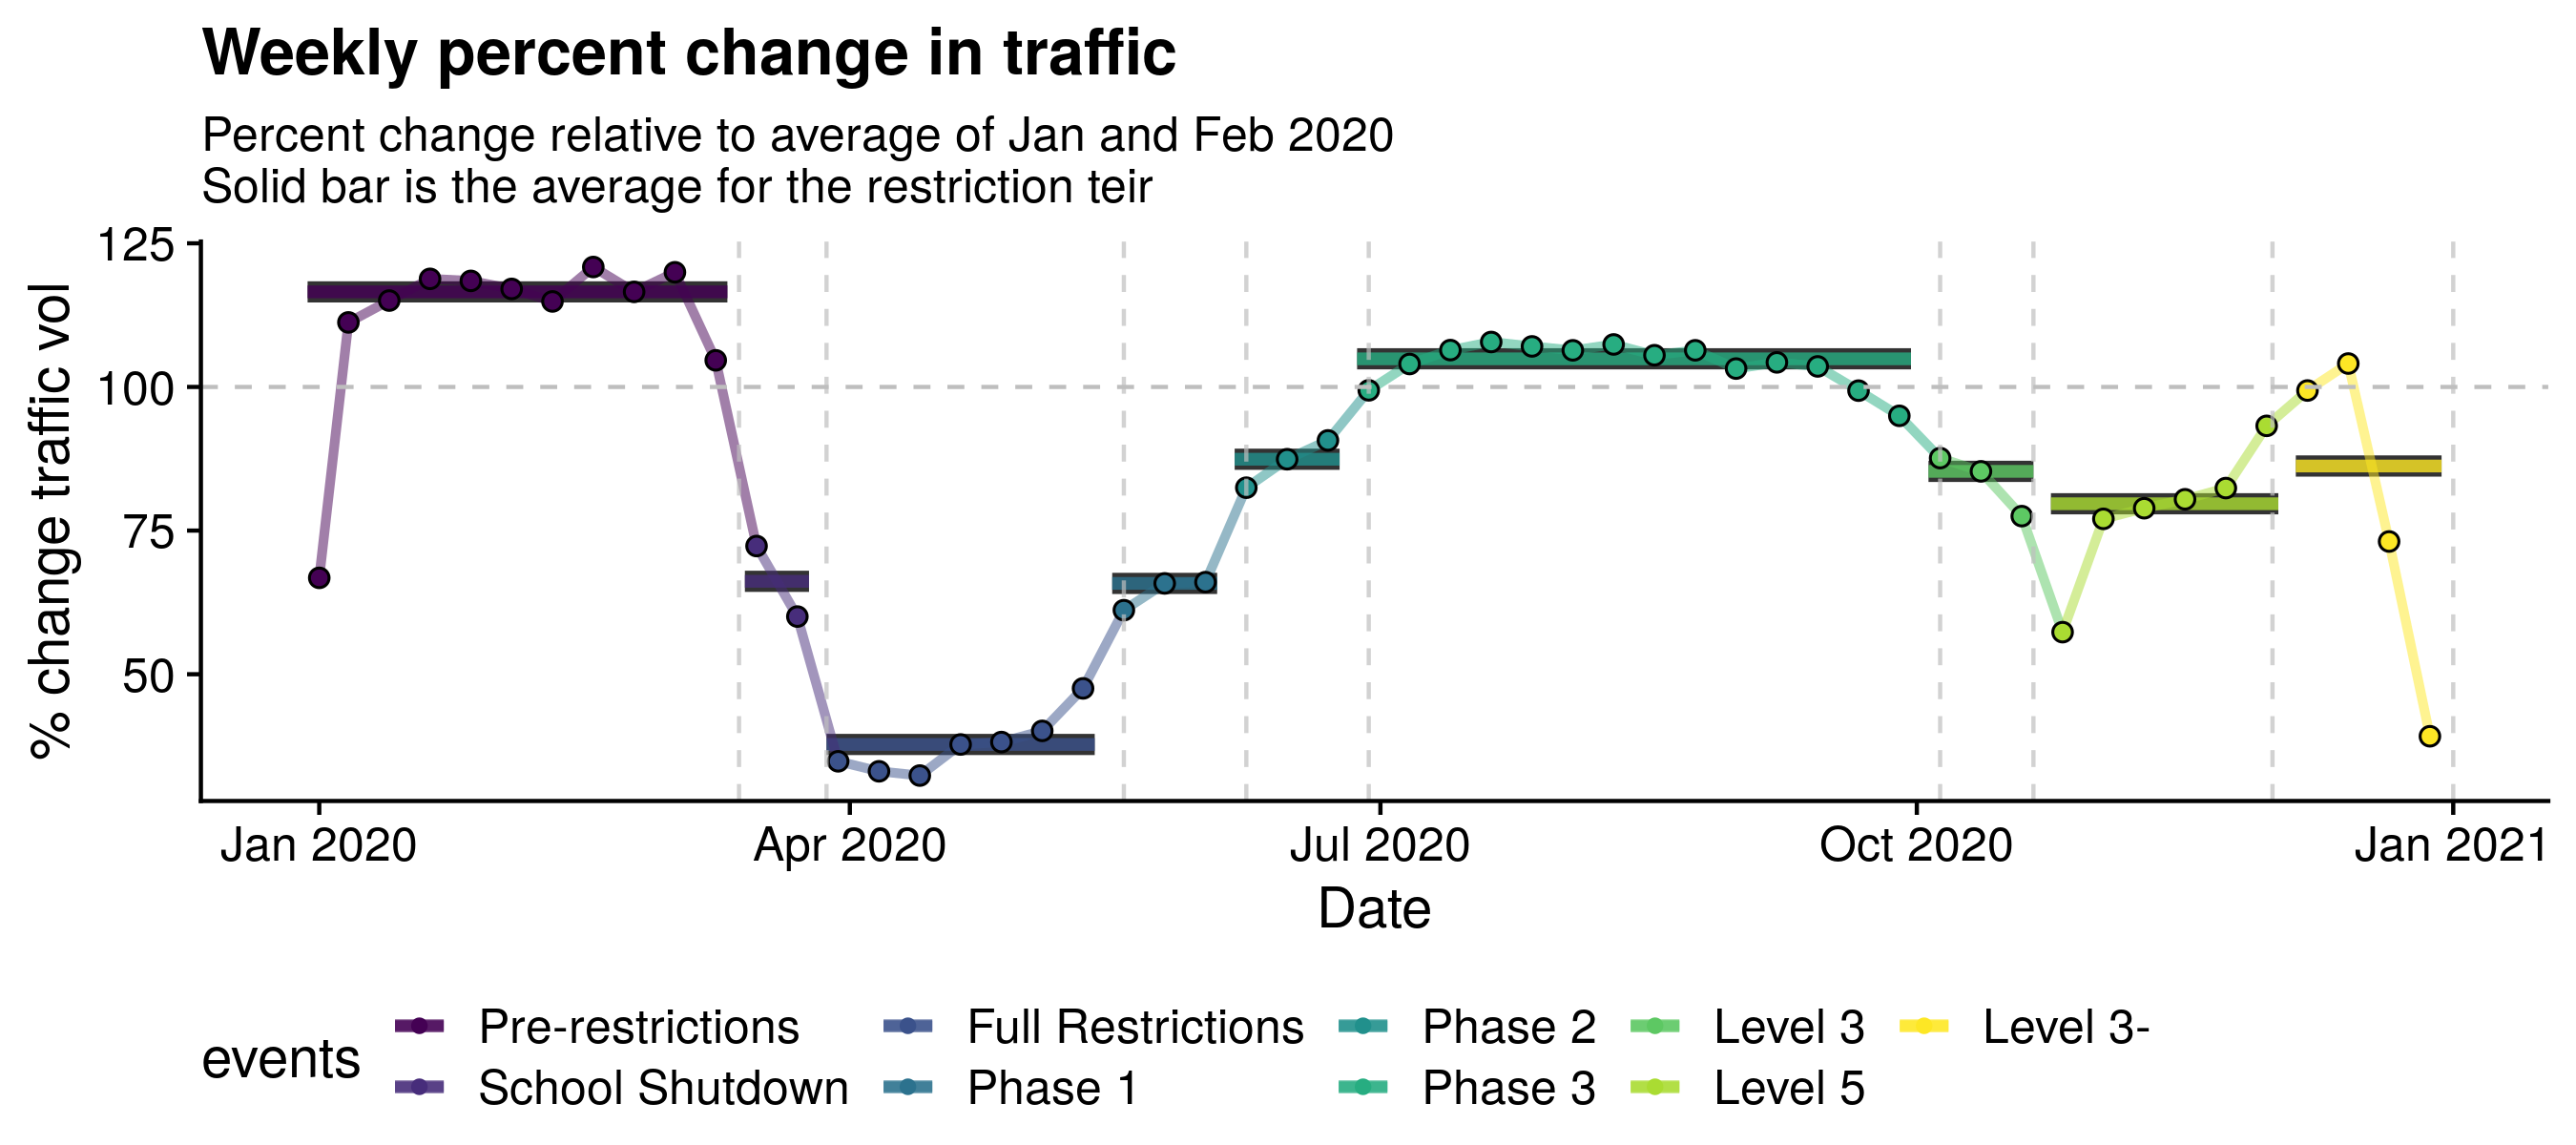 Weekly percent change in traffic
Percent change relative to average of Jan and Feb 2020
Solid bar is the average for the restriction teir
% change traffic vol
125
100
75
50
Jan 2020 Apr 2020 Jul 2020 Oct 2020 Jan 2021
Date
events
Pre-restrictions Full Restrictions Phase 2 Level 3 Level 3-
School Shutdown Phase 1 Phase 3 Level 5